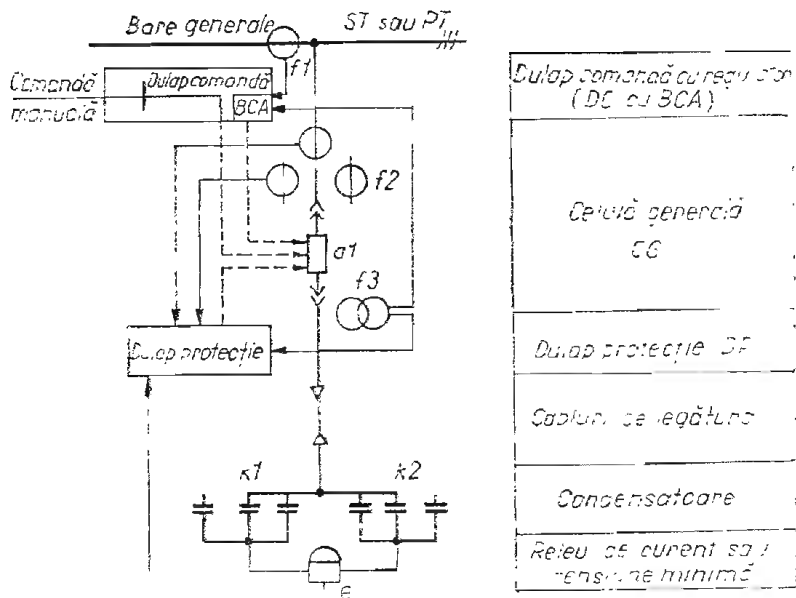 Bare generale
ST sau PT
f1
Comandă
manuală
Dulap comandă
BCA
f2
a1
f3
Dulap protecție
k1
k2
e
Dulap comandă cu regulator
(DC cu BCA)
Celulă generală
CG
Dulap protecție DP
Cabluri de legătură
Condensatoare
Releu de curent sau
tensiune minimă